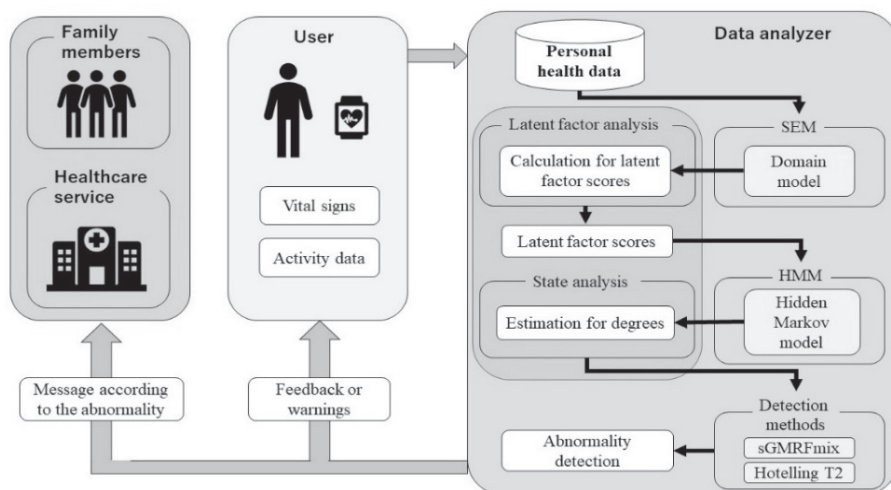 Family
members
Healthcare
service
Message according
to the abnormality
User
Vital signs
Activity data
Feedback or
warnings
Data analyzer
Personal
health data
Latent factor analysis
Calculation for latent
factor scores
SEM
Domain
model
Latent factor scores
State analysis
Estimation for degrees
HMM
Hidden
Markov
model
Abnormality
detection
Detection
methods
sGMRFmix
Hotelling T2